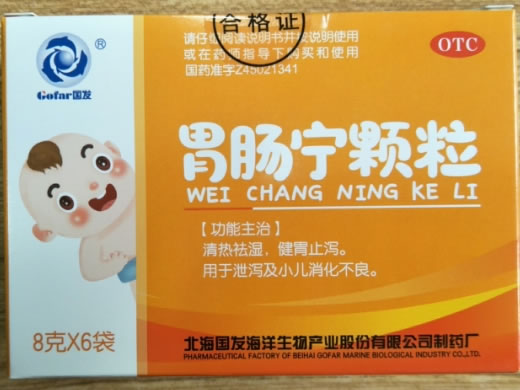 合格证
Gofar国发®
请仔细阅读说明书并按说明使用
或在药师指导下购买和使用
国药准字Z45021341
OTC
胃肠宁颗粒
WEI CHANG NING KE LI
【功能主治】
清热祛湿，健胃止泻。
用于泄泻及小儿消化不良。
8克X6袋
北海国发海洋生物产业股份有限公司制药厂
PHARMACEUTICAL FACTORY OF BEIHAI GOFAR MARINE BIOLOGICAL INDUSTRY CO.,LTD.